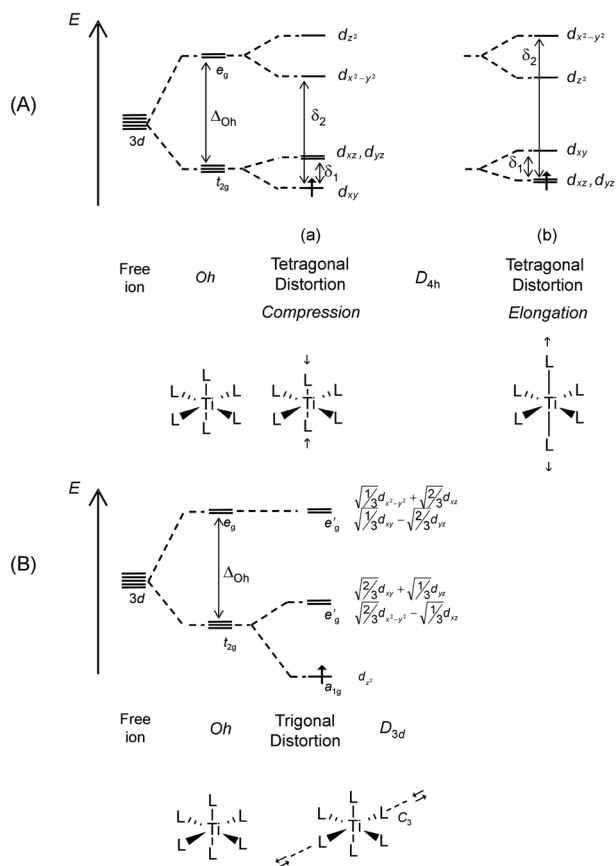 (A)
E
3d
e_g
Δ_Oh
t_2g
d_z²
d_x²−y²
δ₂
d_xz, d_yz
δ₁
d_xy
d_x²−y²
δ₂
d_z²
d_xy
δ₁
d_xz, d_yz
(a) (b)
Free ion
Oh
Tetragonal Distortion
Compression
D_4h
Tetragonal Distortion
Elongation
L
L L
Ti
L L
L
↓
L
L L
Ti
L L
L
↑
↑
L
L L
Ti
L L
L
↓
(B)
E
3d
e_g
Δ_Oh
t_2g
e'_g
√(1/3) d_x²−y² + √(2/3) d_xz
√(1/3) d_xy − √(2/3) d_yz
e'_g
√(2/3) d_xy + √(1/3) d_yz
√(2/3) d_x²−y² − √(1/3) d_xz
a_1g
d_z²
Free ion
Oh
Trigonal Distortion
D_3d
L
L L
Ti
L L
L
L
L L
Ti
L L
L
C₃